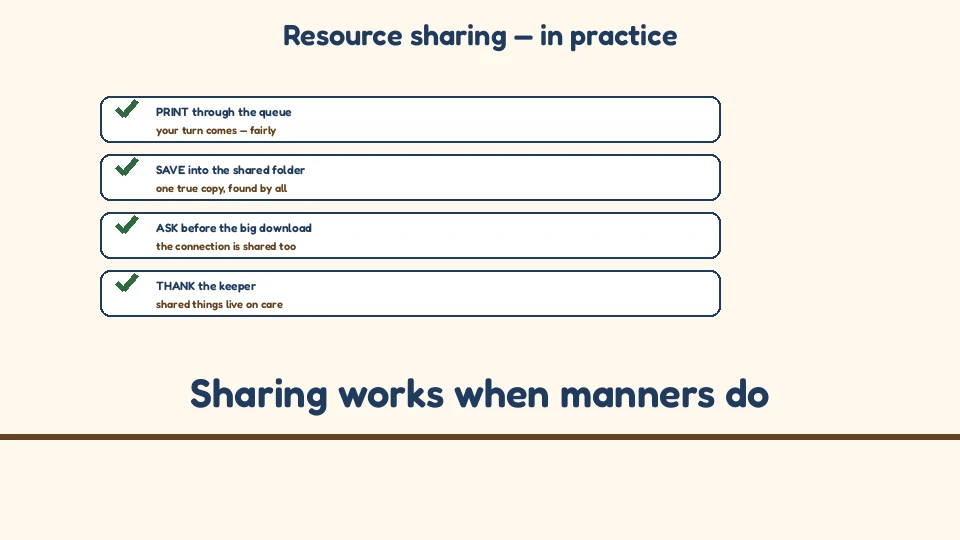 Resource sharing — in practice
PRINT through the queue
your turn comes — fairly
SAVE into the shared folder
one true copy, found by all
ASK before the big download
the connection is shared too
THANK the keeper
shared things live on care
Sharing works when manners do